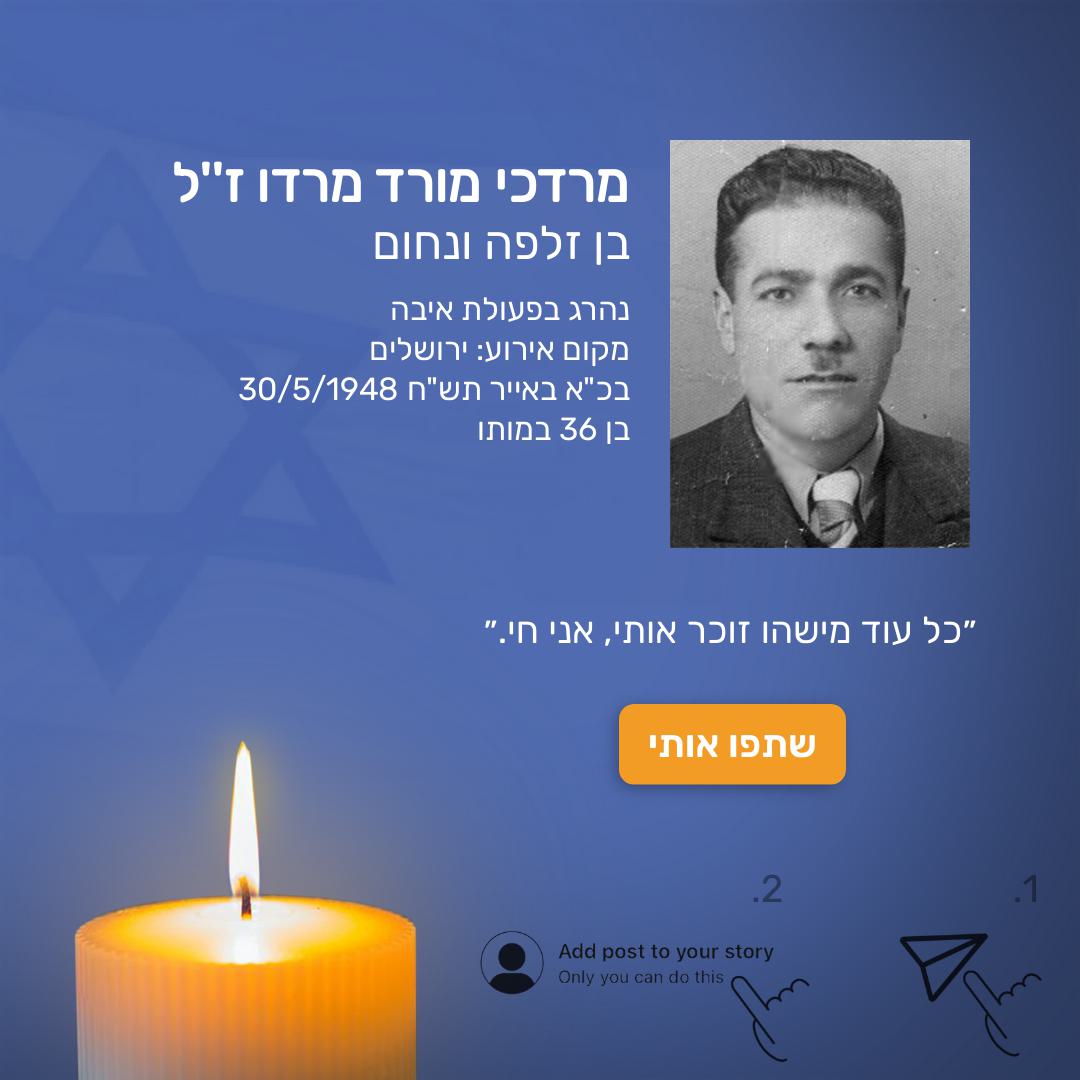 מרדכי מורד מרדו ז"ל
בן זלפה ונחום
נהרג בפעולת איבה
מקום אירוע: ירושלים
בכ"א באייר תש"ח 30/5/1948
בן 36 במותו
״כל עוד מישהו זוכר אותי, אני חי.״
שתפו אותי
1.
2.
Add post to your story
Only you can do this